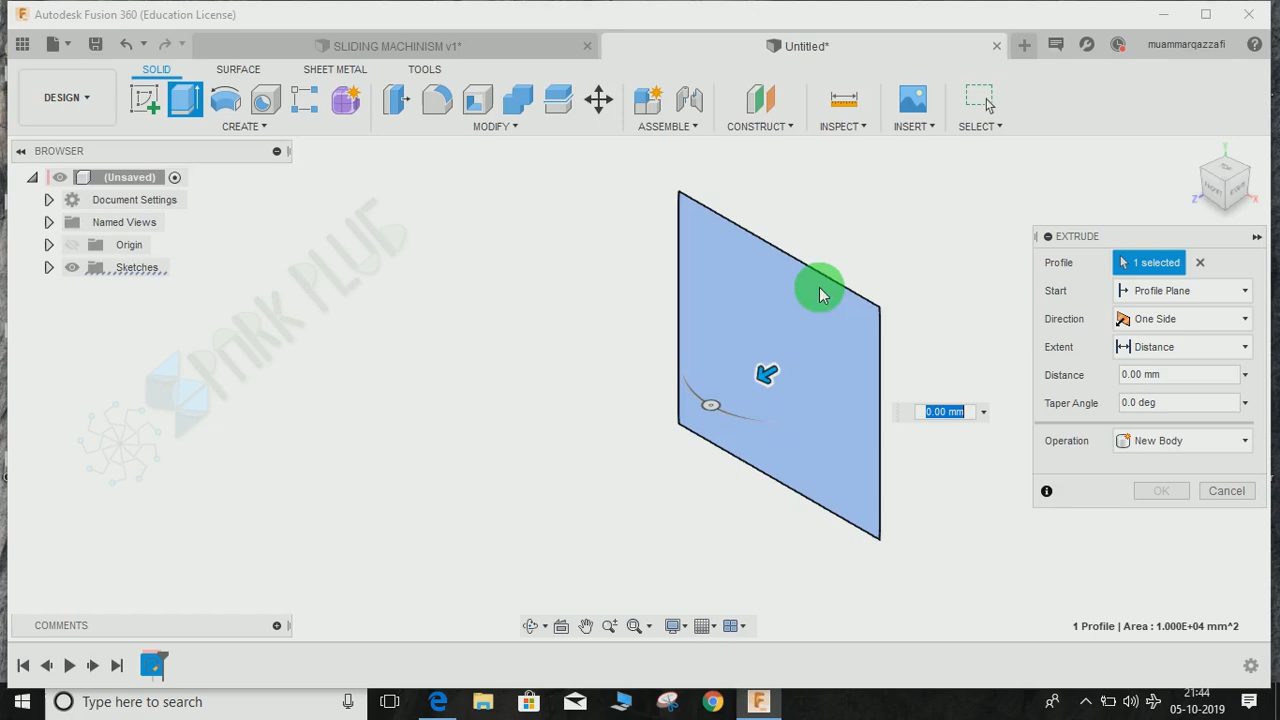 Autodesk Fusion 360 (Education License)
SLIDING MACHINISM v1*
Untitled*
muammarqazzafi
SOLID
SURFACE
SHEET METAL
TOOLS
DESIGN
CREATE
MODIFY
ASSEMBLE
CONSTRUCT
INSPECT
INSERT
SELECT
BROWSER
(Unsaved)
Document Settings
Named Views
Origin
Sketches
PARK PLUE
Y
Z
X
EXTRUDE
Profile
1 selected
Start
Profile Plane
Direction
One Side
Extent
Distance
Distance
0.00 mm
Taper Angle
0.0 deg
Operation
New Body
OK
Cancel
0.00 mm
COMMENTS
1 Profile | Area : 1.000E+04 mm^2
Type here to search
21:44
05-10-2019